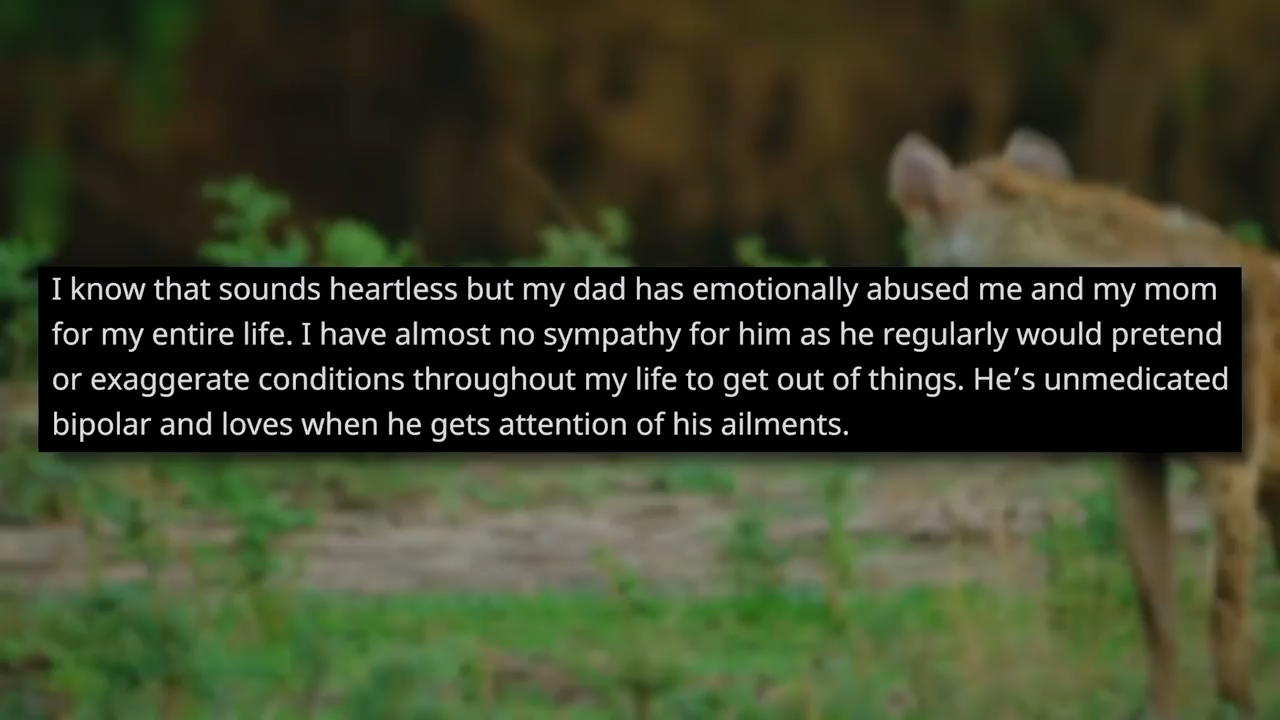 I know that sounds heartless but my dad has emotionally abused me and my mom
for my entire life. I have almost no sympathy for him as he regularly would pretend
or exaggerate conditions throughout my life to get out of things. He’s unmedicated
bipolar and loves when he gets attention of his ailments.